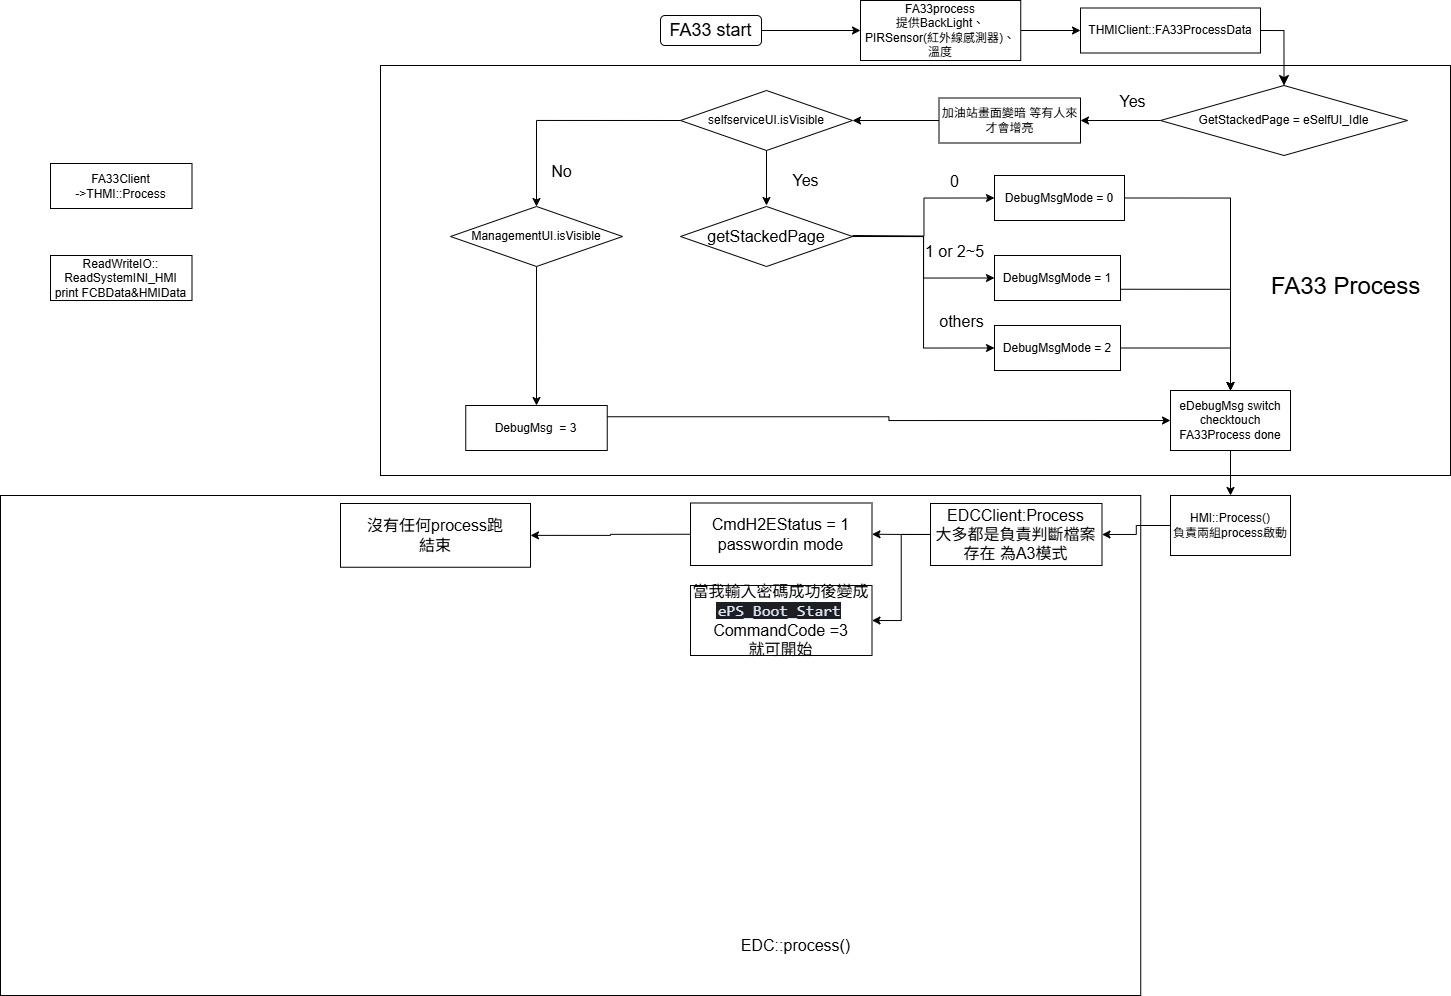 FA33 start
FA33process
提供BackLight、
PIRSensor(紅外線感測器)、
溫度
THMIClient::FA33ProcessData
GetStackedPage = eSelfUI_Idle
Yes
加油站畫面變暗 等有人來
才會增亮
selfserviceUI.isVisible
No
Yes
FA33Client
->THMI::Process
ManagementUI.isVisible
getStackedPage
0
DebugMsgMode = 0
1 or 2~5
DebugMsgMode = 1
others
DebugMsgMode = 2
ReadWriteIO::
ReadSystemINI_HMI
print FCBData&HMIData
FA33 Process
DebugMsg  = 3
eDebugMsg switch
checktouch
FA33Process done
HMI::Process()
負責兩組process啟動
EDCClient:Process
大多都是負責判斷檔案
存在 為A3模式
CmdH2EStatus = 1
passwordin mode
沒有任何process跑
結束
當我輸入密碼成功後變成
ePS_Boot_Start
CommandCode =3
就可開始
EDC::process()